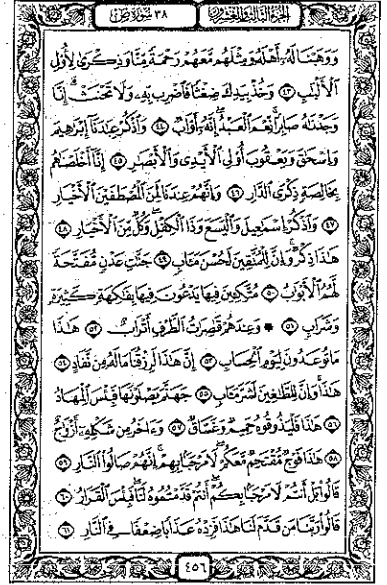 الجزء الثالث والعشرون ٣٨ سورة ص
وَوَهَبْنَا لَهُۥٓ أَهْلَهُۥ وَمِثْلَهُم مَّعَهُمْ رَحْمَةً مِّنَّا وَذِكْرَىٰ لِأُو۟لِى
ٱلْأَلْبَٰبِ ٤٣ وَخُذْ بِيَدِكَ ضِغْثًا فَٱضْرِب بِّهِۦ وَلَا تَحْنَثْ إِنَّا
وَجَدْنَٰهُ صَابِرًا نِّعْمَ ٱلْعَبْدُ إِنَّهُۥٓ أَوَّابٌ ٤٤ وَٱذْكُرْ عِبَٰدَنَآ إِبْرَٰهِيمَ
وَإِسْحَٰقَ وَيَعْقُوبَ أُو۟لِى ٱلْأَيْدِى وَٱلْأَبْصَٰرِ ٤٥ إِنَّآ أَخْلَصْنَٰهُم
بِخَالِصَةٍ ذِكْرَى ٱلدَّارِ ٤٦ وَإِنَّهُمْ عِندَنَا لَمِنَ ٱلْمُصْطَفَيْنَ ٱلْأَخْيَارِ
٤٧ وَٱذْكُرْ إِسْمَٰعِيلَ وَٱلْيَسَعَ وَذَا ٱلْكِفْلِ وَكُلٌّ مِّنَ ٱلْأَخْيَارِ ٤٨
هَٰذَا ذِكْرٌ وَإِنَّ لِلْمُتَّقِينَ لَحُسْنَ مَـَٔابٍ ٤٩ جَنَّٰتِ عَدْنٍ مُّفَتَّحَةً
لَّهُمُ ٱلْأَبْوَٰبُ ٥٠ مُتَّكِـِٔينَ فِيهَا يَدْعُونَ فِيهَا بِفَٰكِهَةٍ كَثِيرَةٍ
وَشَرَابٍ ٥١ وَعِندَهُمْ قَٰصِرَٰتُ ٱلطَّرْفِ أَتْرَابٌ ٥٢ هَٰذَا
مَا تُوعَدُونَ لِيَوْمِ ٱلْحِسَابِ ٥٣ إِنَّ هَٰذَا لَرِزْقُنَا مَا لَهُۥ مِن نَّفَادٍ ٥٤
هَٰذَا وَإِنَّ لِلطَّٰغِينَ لَشَرَّ مَـَٔابٍ ٥٥ جَهَنَّمَ يَصْلَوْنَهَا فَبِئْسَ ٱلْمِهَادُ
٥٦ هَٰذَا فَلْيَذُوقُوهُ حَمِيمٌ وَغَسَّاقٌ ٥٧ وَءَاخَرُ مِن شَكْلِهِۦٓ أَزْوَٰجٌ
٥٨ هَٰذَا فَوْجٌ مُّقْتَحِمٌ مَّعَكُمْ لَا مَرْحَبًۢا بِهِمْ إِنَّهُمْ صَالُوا۟ ٱلنَّارِ ٥٩
قَالُوا۟ بَلْ أَنتُمْ لَا مَرْحَبًۢا بِكُمْ أَنتُمْ قَدَّمْتُمُوهُ لَنَا فَبِئْسَ ٱلْقَرَارُ ٦٠
قَالُوا۟ رَبَّنَا مَن قَدَّمَ لَنَا هَٰذَا فَزِدْهُ عَذَابًا ضِعْفًا فِى ٱلنَّارِ ٦١
٤٥٦